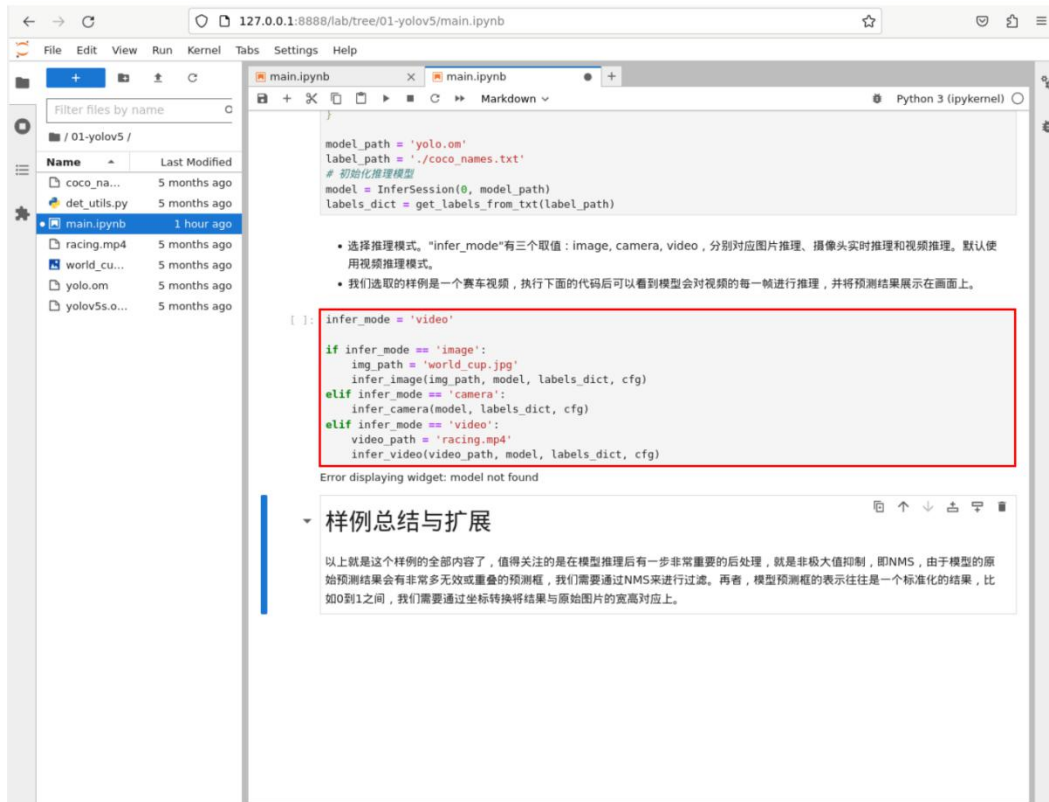 127.0.0.1:8888/lab/tree/01-yolov5/main.ipynb
File Edit View Run Kernel Tabs Settings Help
main.ipynb
main.ipynb
Markdown
Python 3 (ipykernel)
Filter files by name
/ 01-yolov5 /
Name Last Modified
coco_na... 5 months ago
det_utils.py 5 months ago
main.ipynb 1 hour ago
racing.mp4 5 months ago
world_cu... 5 months ago
yolo.om 5 months ago
yolov5s.o... 5 months ago
}
model_path = 'yolo.om'
label_path = './coco_names.txt'
# 初始化推理模型
model = InferSession(0, model_path)
labels_dict = get_labels_from_txt(label_path)
• 选择推理模式。"infer_mode"有三个取值：image, camera, video，分别对应图片推理、摄像头实时推理和视频推理。默认使
用视频推理模式。
• 我们选取的样例是一个赛车视频，执行下面的代码后可以看到模型会对视频的每一帧进行推理，并将预测结果展示在画面上。
[ ]: infer_mode = 'video'
if infer_mode == 'image':
img_path = 'world_cup.jpg'
infer_image(img_path, model, labels_dict, cfg)
elif infer_mode == 'camera':
infer_camera(model, labels_dict, cfg)
elif infer_mode == 'video':
video_path = 'racing.mp4'
infer_video(video_path, model, labels_dict, cfg)
Error displaying widget: model not found
样例总结与扩展
以上就是这个样例的全部内容了，值得关注的是在模型推理后有一步非常重要的后处理，就是非极大值抑制，即NMS，由于模型的原
始预测结果会有非常多无效或重叠的预测框，我们需要通过NMS来进行过滤。再者，模型预测框的表示往往是一个标准化的结果，比
如0到1之间，我们需要通过坐标转换将结果与原始图片的宽高对应上。